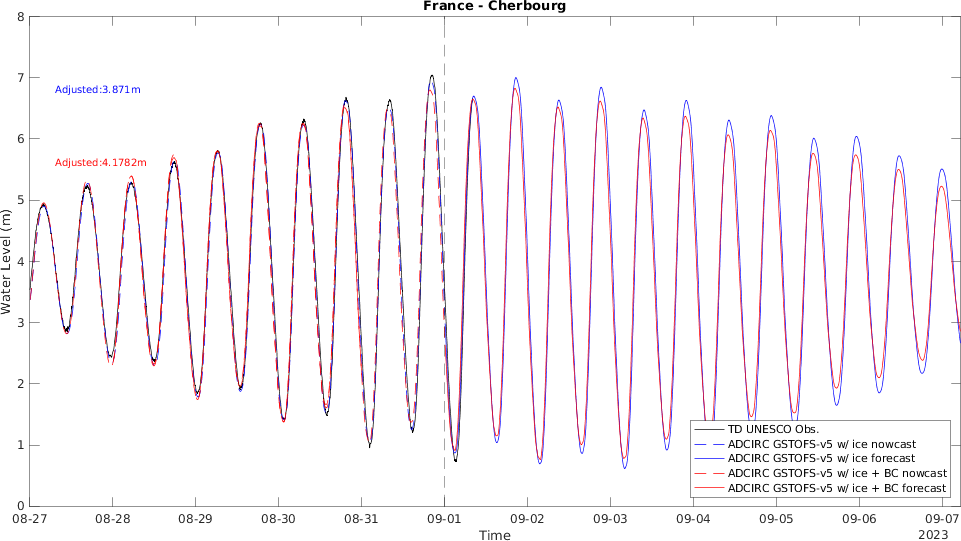 France - Cherbourg
8
7
6
5
4
3
2
1
0
Water Level (m)
Adjusted:3.871m
Adjusted:4.1782m
TD UNESCO Obs.
ADCIRC GSTOFS-v5 w/ ice nowcast
ADCIRC GSTOFS-v5 w/ ice forecast
ADCIRC GSTOFS-v5 w/ ice + BC nowcast
ADCIRC GSTOFS-v5 w/ ice + BC forecast
08-27 08-28 08-29 08-30 08-31 09-01 09-02 09-03 09-04 09-05 09-06 09-07
Time
2023